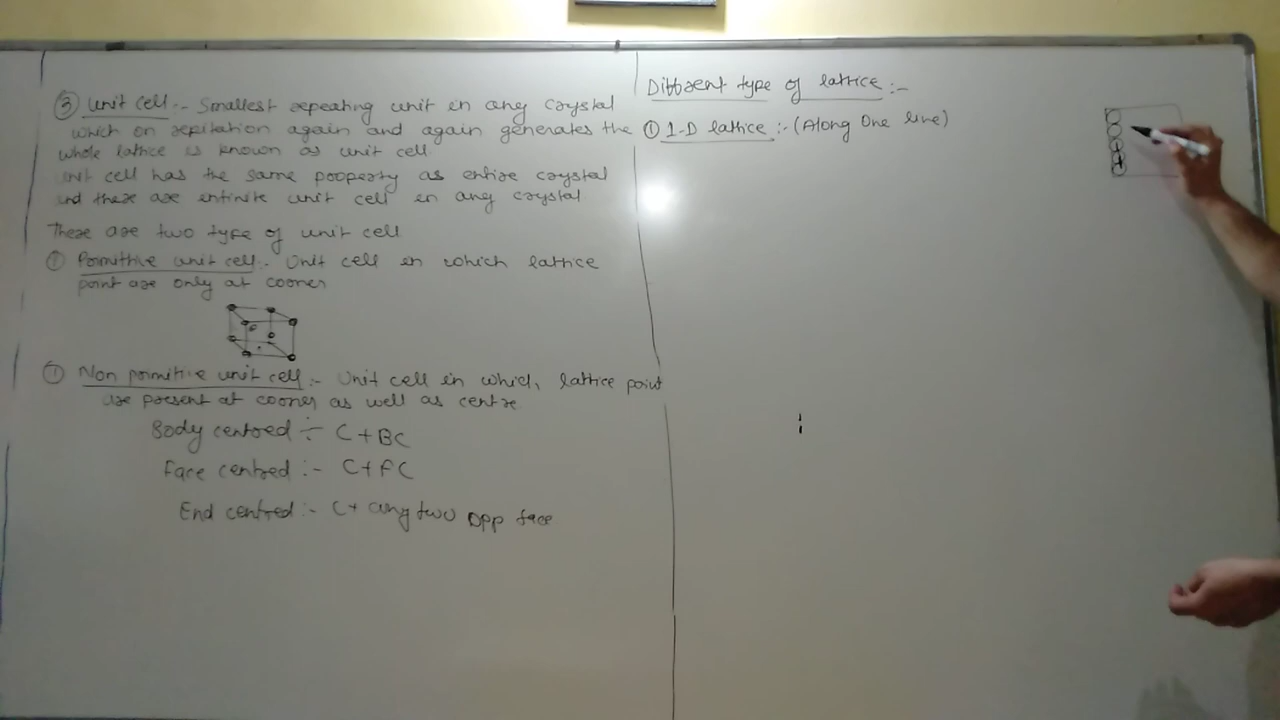 ③ Unit cell :- Smallest repeating unit in any crystal
which on repitation again and again generates the
whole lattice is known as unit cell
unit cell has the same property as entire crystal
and there are enfinite unit cell in any crystal
There are two type of unit cell
① Primitive unit cell :- Unit cell in which lattice
point are only at corner
① Non primitive unit cell :- Unit cell in which, lattice point
are present at corner as well as centre
Body centred ÷ C + BC
Face centred :- C + FC
End centred :- C + any two opp face
Diffrent type of lattice :-
① 1-D lattice :- (Along One line)